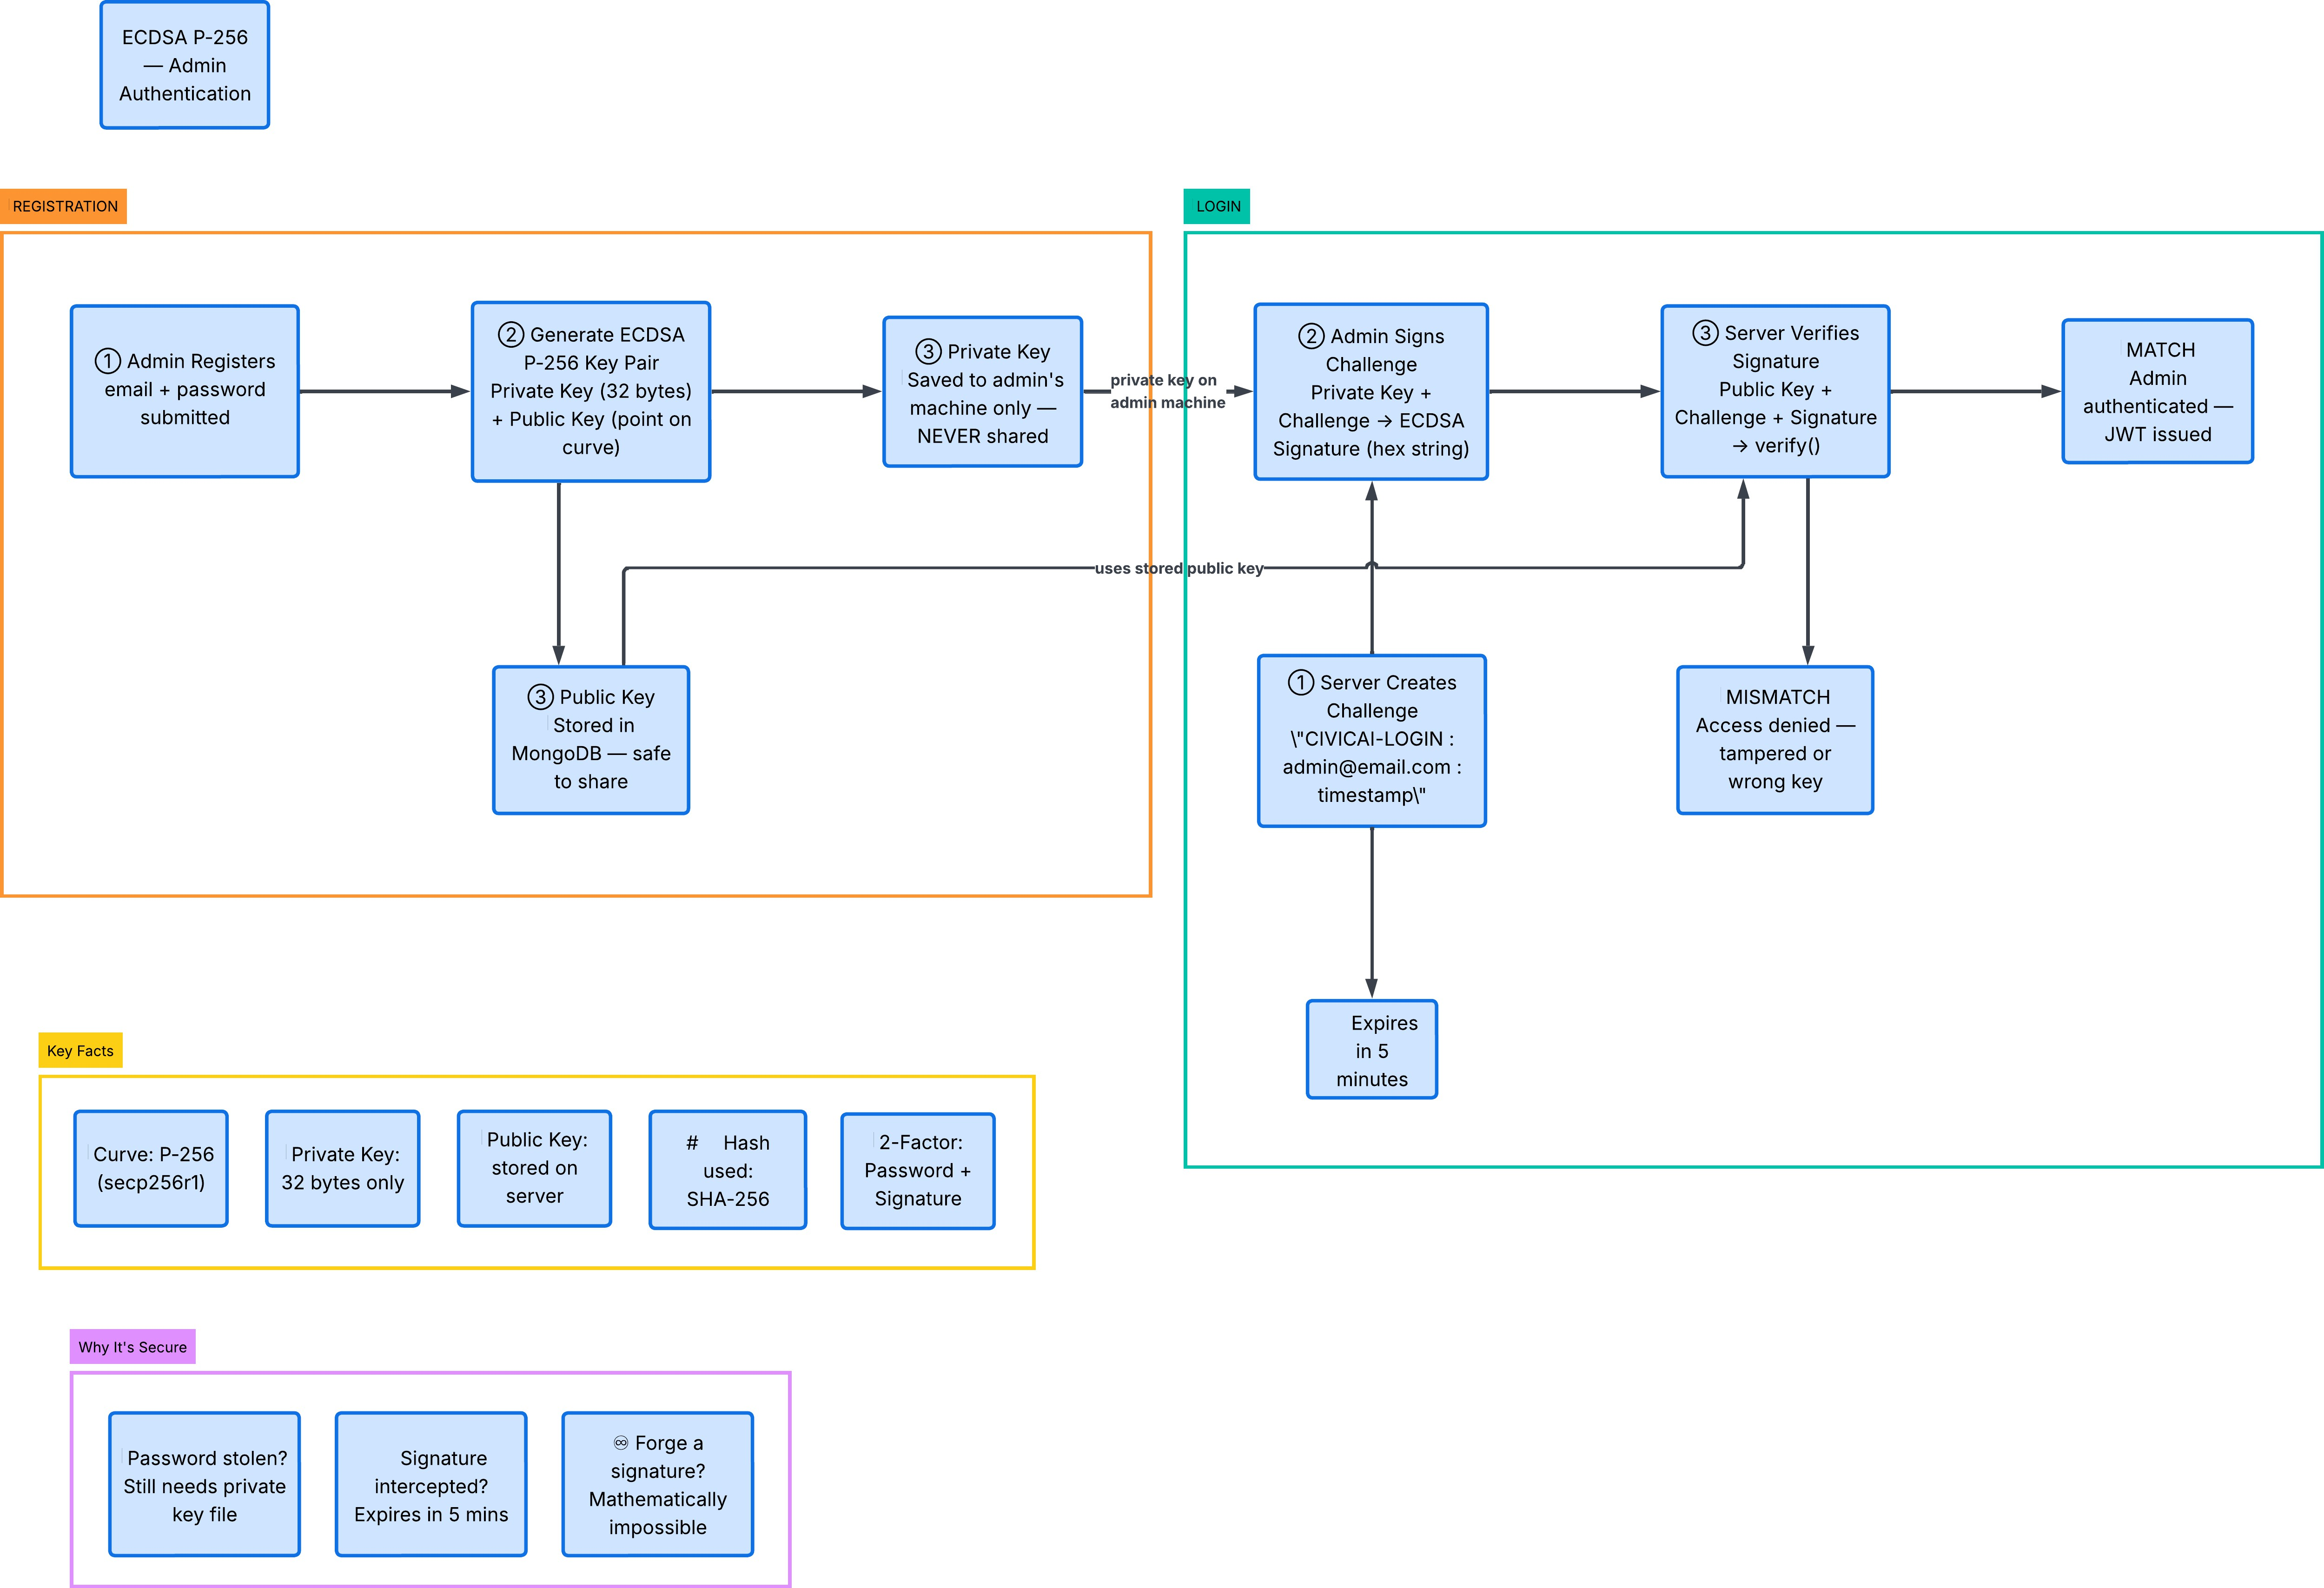 ECDSA P-256
— Admin
Authentication
REGISTRATION
① Admin Registers
email + password
submitted
② Generate ECDSA
P-256 Key Pair
Private Key (32 bytes)
+ Public Key (point on
curve)
③ Private Key
Saved to admin's
machine only —
NEVER shared
private key on
admin machine
③ Public Key
Stored in
MongoDB — safe
to share
uses stored public key
LOGIN
② Admin Signs
Challenge
Private Key +
Challenge → ECDSA
Signature (hex string)
③ Server Verifies
Signature
Public Key +
Challenge + Signature
→ verify()
MATCH
Admin
authenticated —
JWT issued
① Server Creates
Challenge
\"CIVICAI-LOGIN :
admin@email.com :
timestamp\"
MISMATCH
Access denied —
tampered or
wrong key
Expires
in 5
minutes
Key Facts
Curve: P-256
(secp256r1)
Private Key:
32 bytes only
Public Key:
stored on
server
# Hash
used:
SHA-256
2-Factor:
Password +
Signature
Why It's Secure
Password stolen?
Still needs private
key file
Signature
intercepted?
Expires in 5 mins
♾ Forge a
signature?
Mathematically
impossible